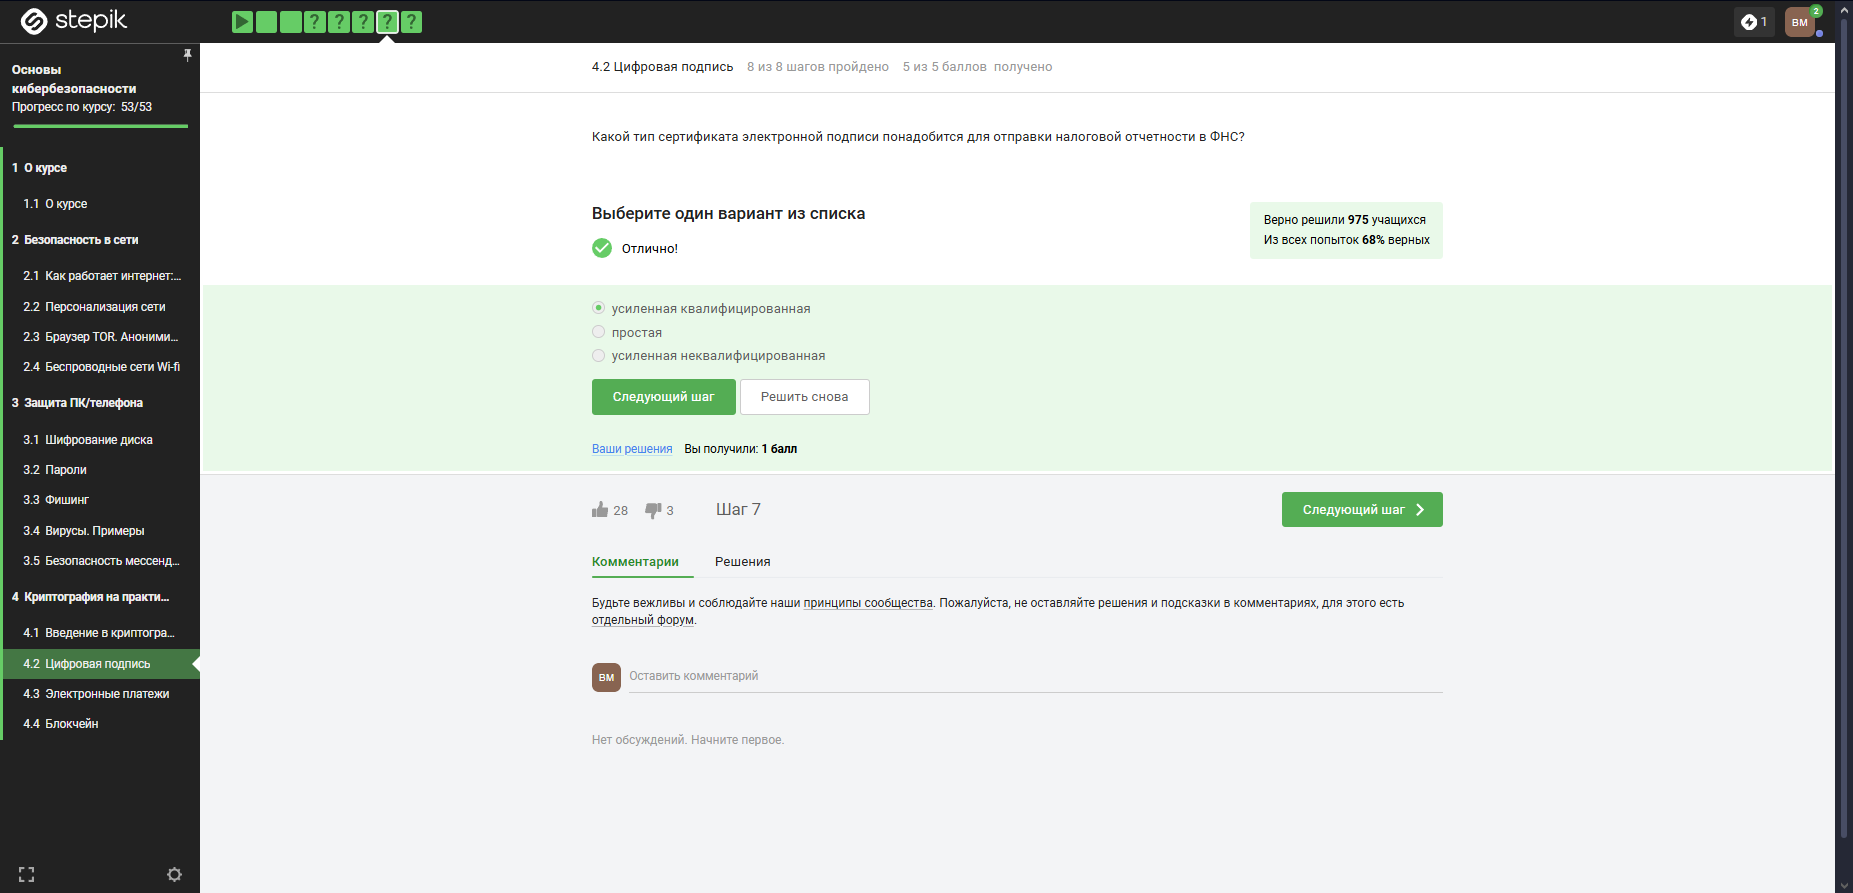 stepik
? ? ? ? ?
1
ВМ
2
Основы
кибербезопасности
Прогресс по курсу: 53/53
1 О курсе
1.1 О курсе
2 Безопасность в сети
2.1 Как работает интернет:...
2.2 Персонализация сети
2.3 Браузер TOR. Аноними...
2.4 Беспроводные сети Wi-fi
3 Защита ПК/телефона
3.1 Шифрование диска
3.2 Пароли
3.3 Фишинг
3.4 Вирусы. Примеры
3.5 Безопасность мессенд...
4 Криптография на практи...
4.1 Введение в криптогра...
4.2 Цифровая подпись
4.3 Электронные платежи
4.4 Блокчейн
4.2 Цифровая подпись 8 из 8 шагов пройдено 5 из 5 баллов получено
Какой тип сертификата электронной подписи понадобится для отправки налоговой отчетности в ФНС?
Выберите один вариант из списка
Отлично!
Верно решили 975 учащихся
Из всех попыток 68% верных
усиленная квалифицированная
простая
усиленная неквалифицированная
Следующий шаг
Решить снова
Ваши решения Вы получили: 1 балл
28 3 Шаг 7
Следующий шаг
Комментарии Решения
Будьте вежливы и соблюдайте наши принципы сообщества. Пожалуйста, не оставляйте решения и подсказки в комментариях, для этого есть
отдельный форум.
ВМ
Оставить комментарий
Нет обсуждений. Начните первое.